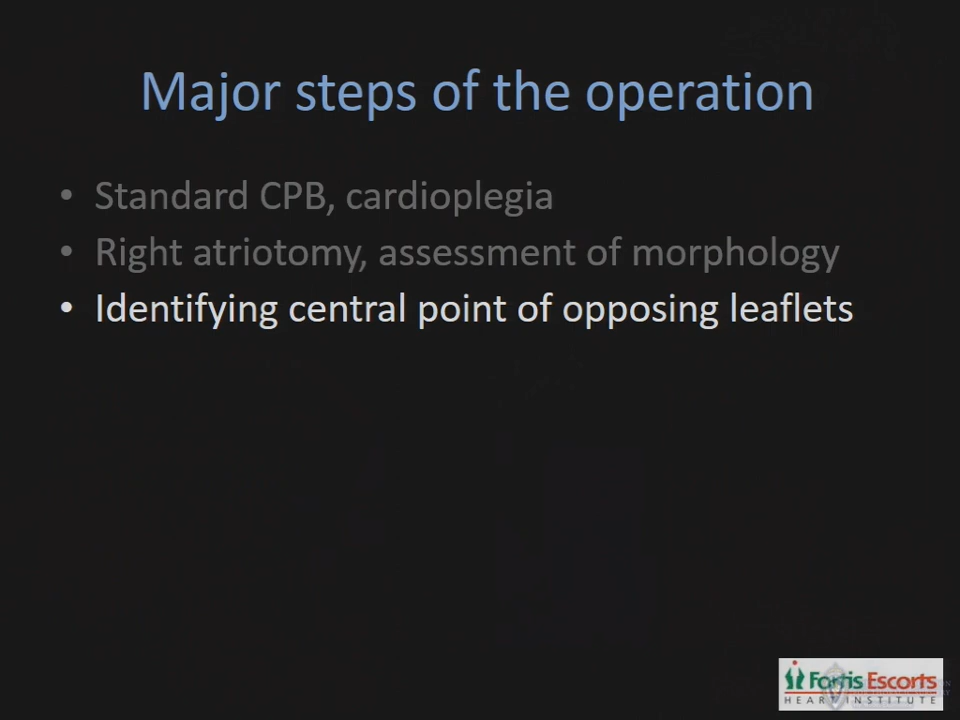 Major steps of the operation
• Standard CPB, cardioplegia
• Right atriotomy, assessment of morphology
• Identifying central point of opposing leaflets
Fortis Escorts
HEART INSTITUTE